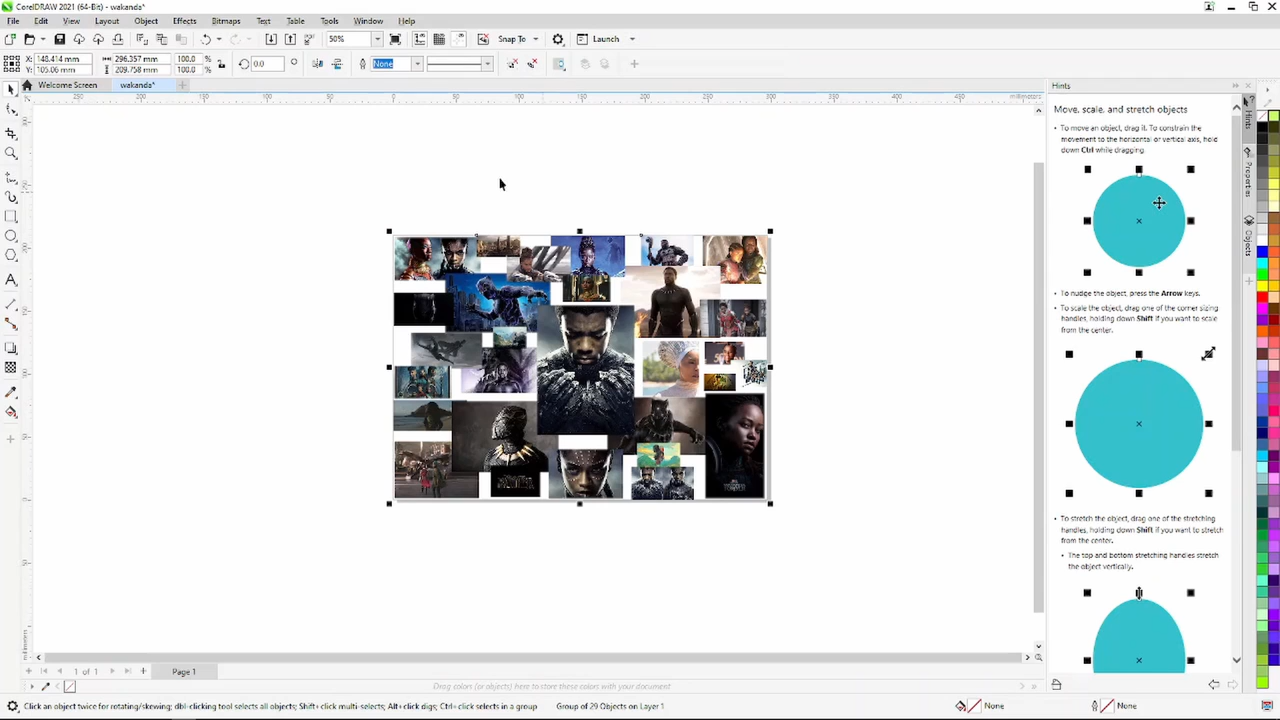 CorelDRAW 2021 (64-Bit) - wakanda*
File Edit View Layout Object Effects Bitmaps Text Table Tools Window Help
50% Snap To Launch
X: 148.414 mm 296.357 mm 100.0 %
Y: 105.06 mm 209.758 mm 100.0 %
0.0 None
Welcome Screen wakanda*
Hints
millimeters
Move, scale, and stretch objects
• To move an object, drag it. To constrain the
movement to the horizontal or vertical axis, hold
down Ctrl while dragging.
• To nudge the object, press the Arrow keys.
• To scale the object, drag one of the corner sizing
handles, holding down Shift if you want to scale
from the center.
• To stretch the object, drag one of the stretching
handles, holding down Shift if you want to stretch
from the center.
• The top and bottom stretching handles stretch
the object vertically.
Hints
Properties
Objects
1 of 1 Page 1
Drag colors (or objects) here to store these colors with your document
Click an object twice for rotating/skewing; dbl-clicking tool selects all objects; Shift+click multi-selects; Alt+click digs; Ctrl+click selects in a group Group of 29 Objects on Layer 1 None None